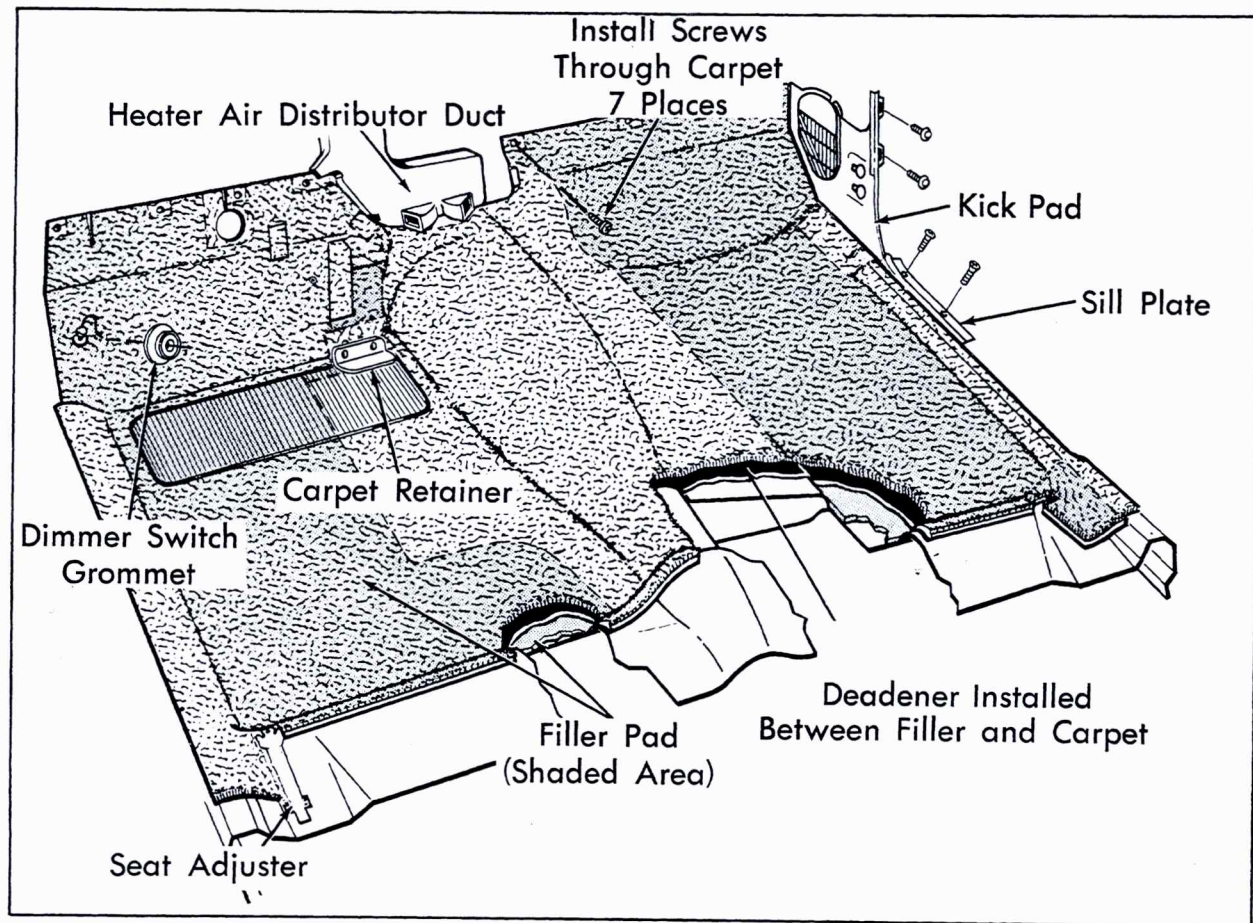 Install Screws
Through Carpet
7 Places
Heater Air Distributor Duct
Kick Pad
Sill Plate
Carpet Retainer
Dimmer Switch
Grommet
Deadener Installed
Between Filler and Carpet
Filler Pad
(Shaded Area)
Seat Adjuster